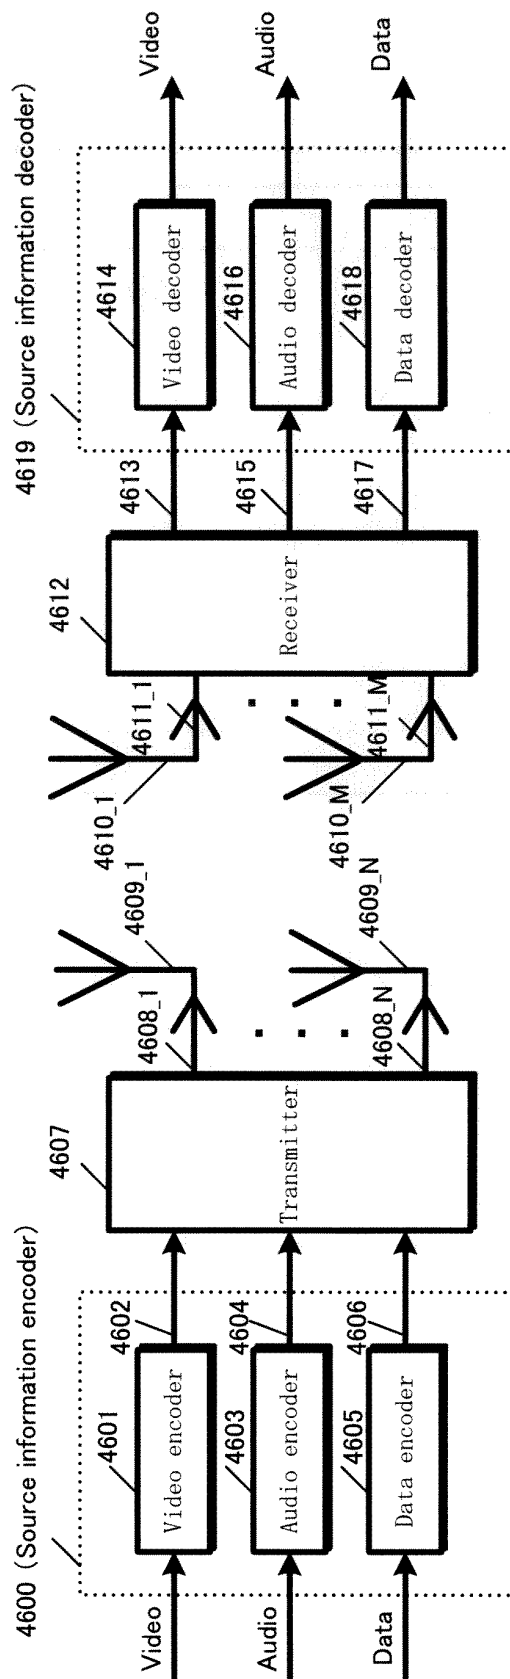 4600 (Source information encoder)
Video
4601
Video encoder
4602
Audio
4603
Audio encoder
4604
Data
4605
Data encoder
4606
4607
Transmitter
4608_1
4609_1
4608_N
4609_N
4610_1
4611_1
4610_M
4611_M
4612
Receiver
4613
4615
4617
4619 (Source information decoder)
4614
Video decoder
Video
4616
Audio decoder
Audio
4618
Data decoder
Data